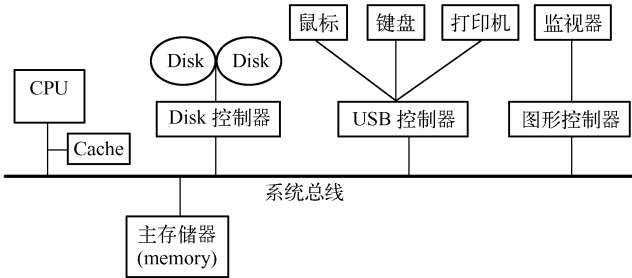 鼠标
键盘
打印机
监视器
Disk
Disk
CPU
Disk 控制器
USB 控制器
图形控制器
Cache
系统总线
主存储器
(memory)